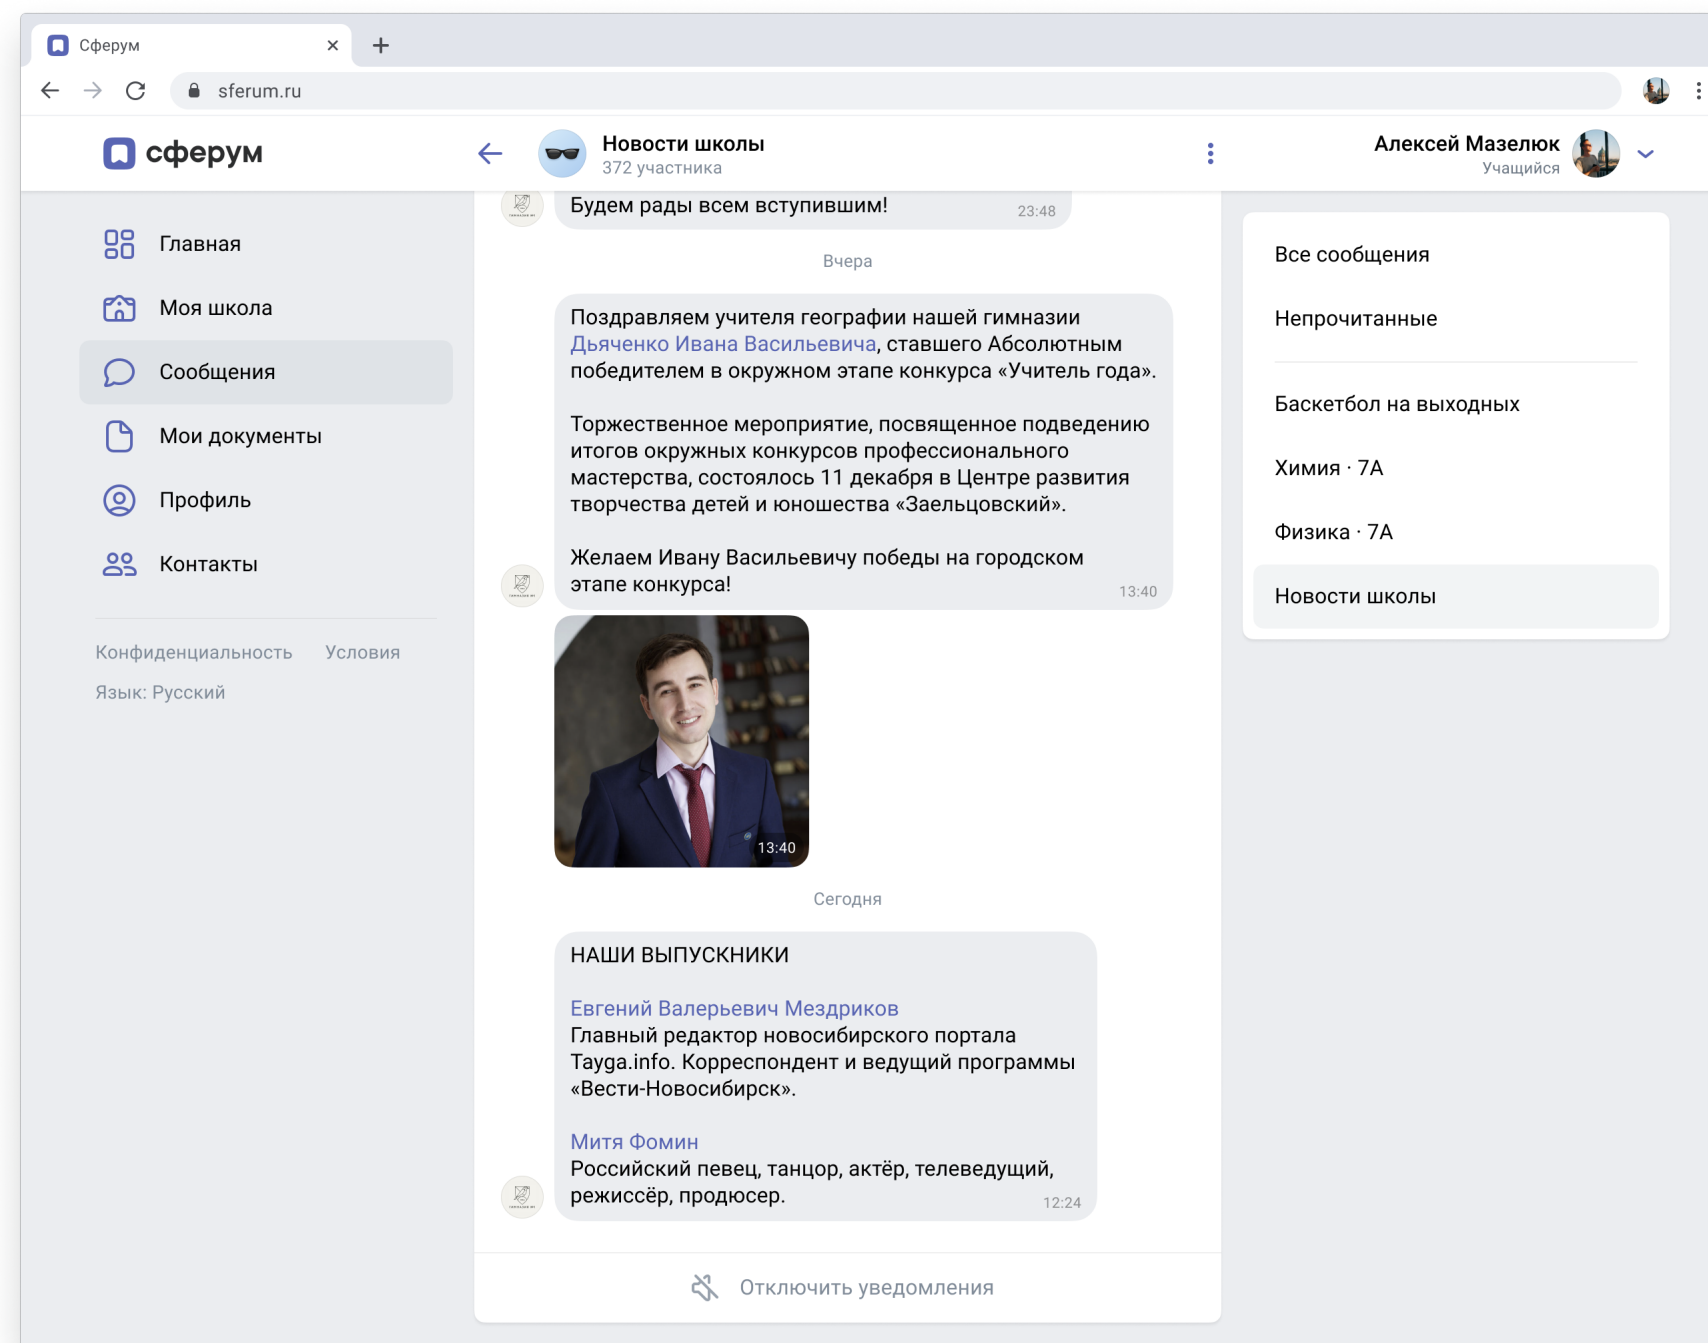 Сферум
sferum.ru
сферум
Новости школы
372 участника
Алексей Мазелюк
Учащийся
Главная
Моя школа
Сообщения
Мои документы
Профиль
Контакты
Конфиденциальность
Условия
Язык: Русский
Будем рады всем вступившим!
23:48
Вчера
Поздравляем учителя географии нашей гимназии
Дьяченко Ивана Васильевича, ставшего Абсолютным
победителем в окружном этапе конкурса «Учитель года».
Торжественное мероприятие, посвященное подведению
итогов окружных конкурсов профессионального
мастерства, состоялось 11 декабря в Центре развития
творчества детей и юношества «Заельцовский».
Желаем Ивану Васильевичу победы на городском
этапе конкурса!
13:40
13:40
Сегодня
НАШИ ВЫПУСКНИКИ
Евгений Валерьевич Мездриков
Главный редактор новосибирского портала
Tayga.info. Корреспондент и ведущий программы
«Вести-Новосибирск».
Митя Фомин
Российский певец, танцор, актёр, телеведущий,
режиссёр, продюсер.
12:24
Отключить уведомления
Все сообщения
Непрочитанные
Баскетбол на выходных
Химия · 7А
Физика · 7А
Новости школы